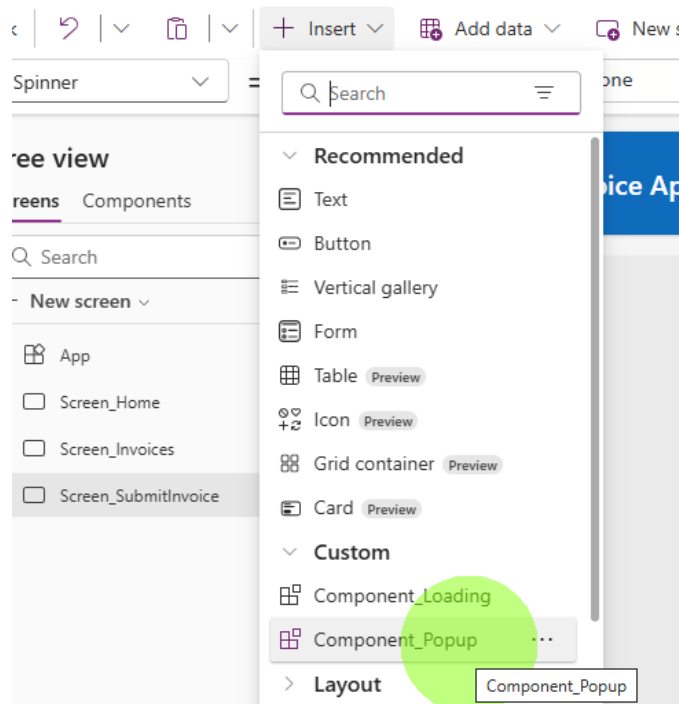 Insert
Add data
New s
Spinner
=
one
Search
ree view
Recommended
oice Ap
reens
Components
Text
Button
Search
Vertical gallery
New screen
Form
App
Table Preview
Screen_Home
Icon Preview
Screen_Invoices
Grid container Preview
Screen_SubmitInvoice
Card Preview
Custom
Component_Loading
Component_Popup
...
Layout
Component_Popup